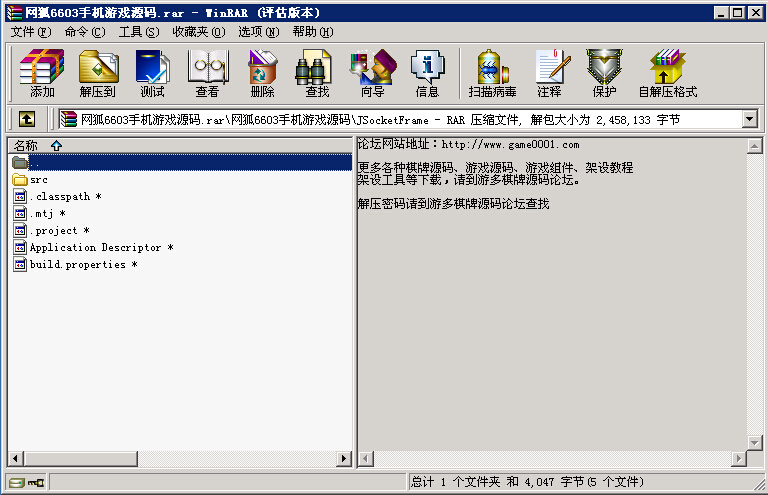 网狐6603手机游戏源码.rar - WinRAR (评估版本)
文件(F) 命令(C) 工具(S) 收藏夹(O) 选项(N) 帮助(H)
添加 解压到 测试 查看 删除 查找 向导 信息 扫描病毒 注释 保护 自解压格式
网狐6603手机游戏源码.rar\网狐6603手机游戏源码\JSocketFrame - RAR 压缩文件, 解包大小为 2,458,133 字节
名称
..
src
.classpath *
.mtj *
.project *
Application Descriptor *
build.properties *
论坛网站地址：http://www.game0001.com
更多各种棋牌源码、游戏源码、游戏组件、架设教程
架设工具等下载，请到游多棋牌源码论坛。
解压密码请到游多棋牌源码论坛查找
总计 1 个文件夹 和 4,047 字节(5 个文件)